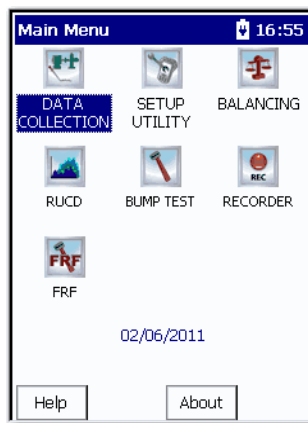 Main Menu 16:55
DATA COLLECTION
SETUP UTILITY
BALANCING
RUCD
BUMP TEST
REC
RECORDER
FRF
FRF
02/06/2011
Help About